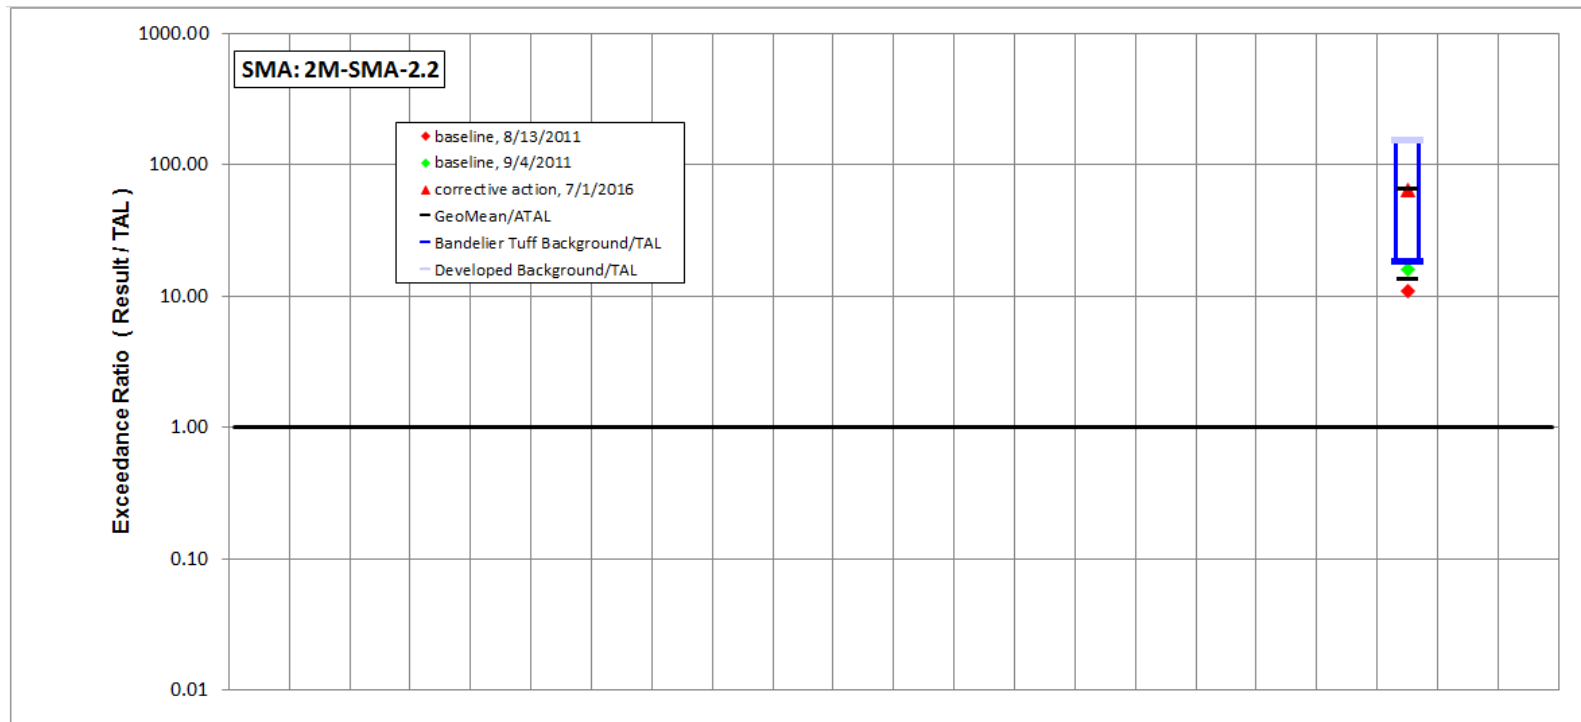 1000.00
SMA: 2M-SMA-2.2
baseline, 8/13/2011
100.00
baseline, 9/4/2011
corrective action, 7/1/2016
GeoMean/ATAL
Bandelier Tuff Background/TAL
Developed Background/TAL
10.00
Exceedance Ratio ( Result / TAL )
1.00
0.10
0.01